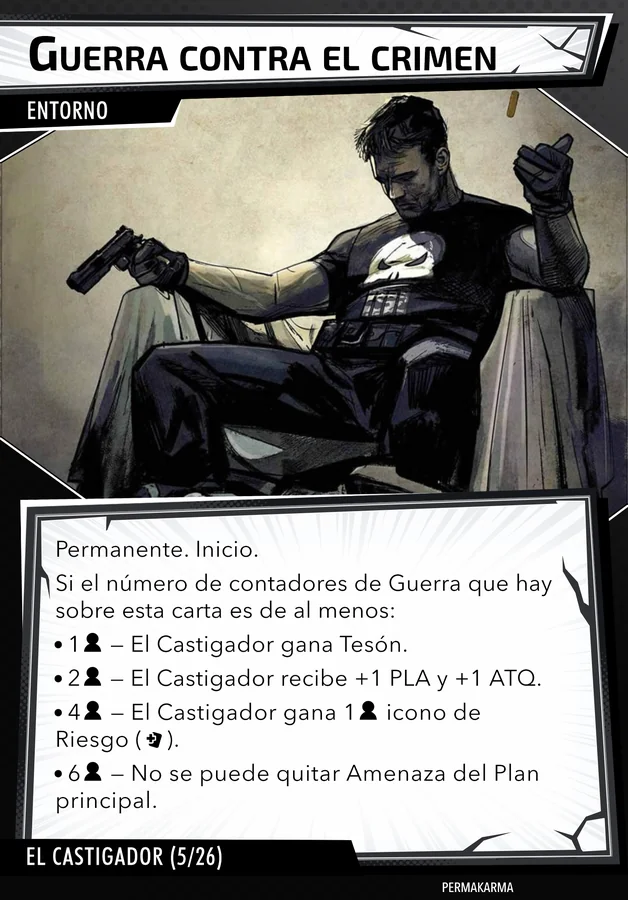 GUERRA CONTRA EL CRIMEN
ENTORNO
Permanente. Inicio.
Si el número de contadores de Guerra que hay
sobre esta carta es de al menos:
• 1 – El Castigador gana Tesón.
• 2 – El Castigador recibe +1 PLA y +1 ATQ.
• 4 – El Castigador gana 1 icono de
Riesgo ( ).
• 6 – No se puede quitar Amenaza del Plan
principal.
EL CASTIGADOR (5/26)
PERMAKARMA